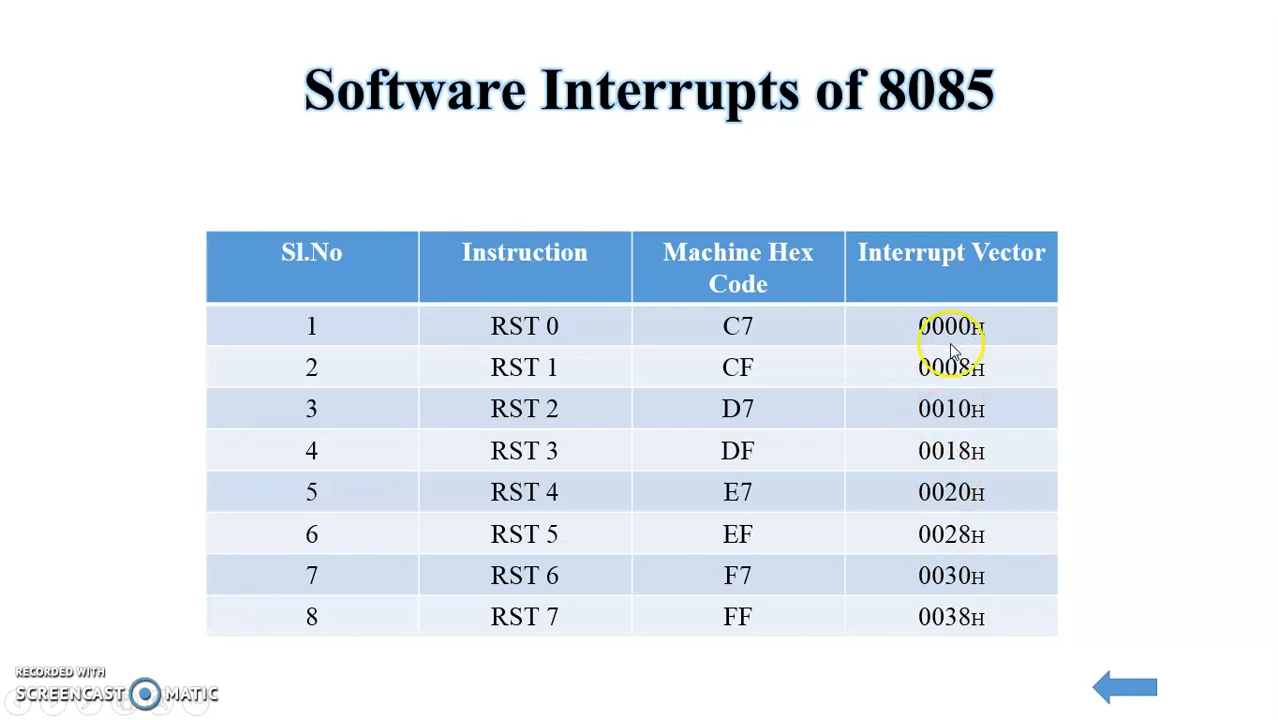 Software Interrupts of 8085
Sl.No Instruction Machine Hex Code Interrupt Vector
1 RST 0 C7 0000H
2 RST 1 CF 0008H
3 RST 2 D7 0010H
4 RST 3 DF 0018H
5 RST 4 E7 0020H
6 RST 5 EF 0028H
7 RST 6 F7 0030H
8 RST 7 FF 0038H
RECORDED WITH
SCREENCAST MATIC